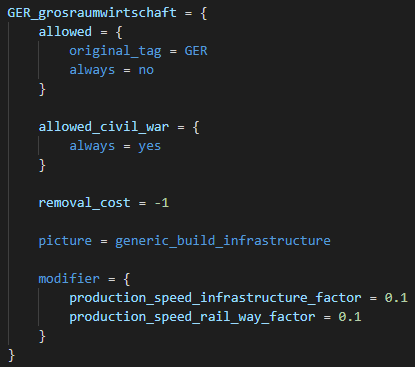 GER_grosraumwirtschaft = {
allowed = {
original_tag = GER
always = no
}
allowed_civil_war = {
always = yes
}
removal_cost = -1
picture = generic_build_infrastructure
modifier = {
production_speed_infrastructure_factor = 0.1
production_speed_rail_way_factor = 0.1
}
}